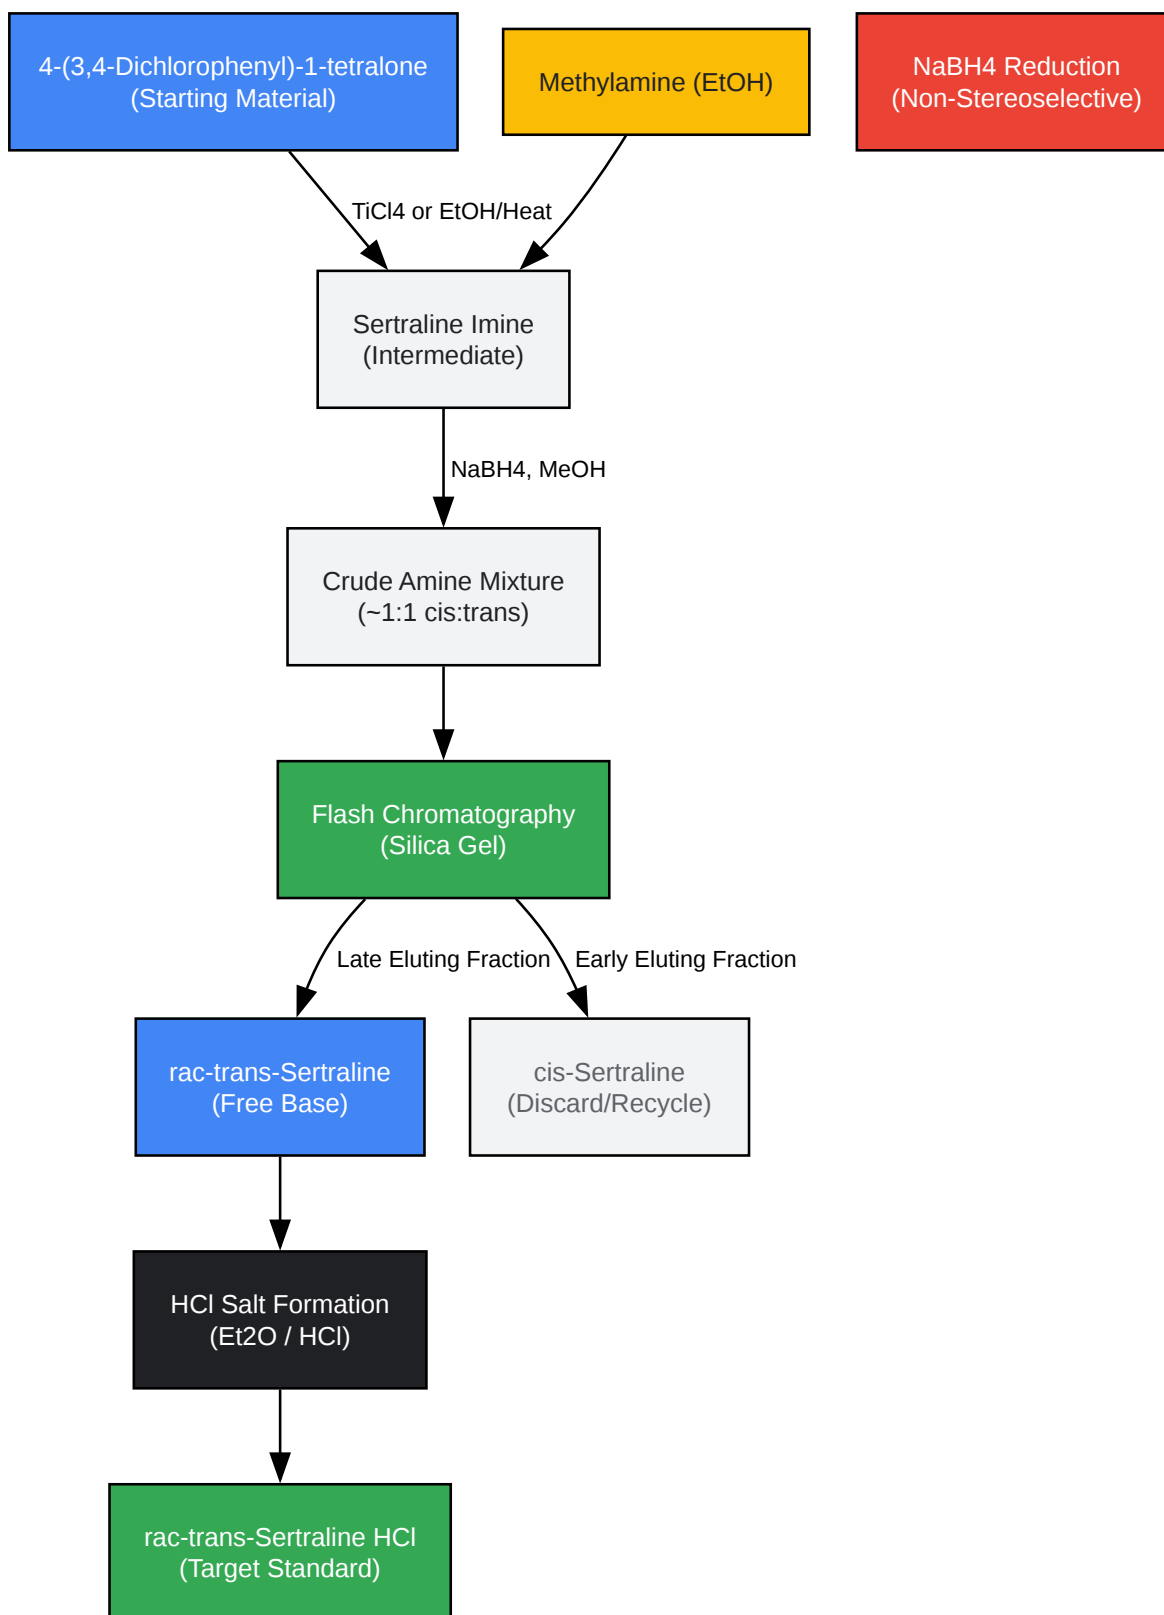 4-(3,4-Dichlorophenyl)-1-tetralone
(Starting Material)
Methylamine (EtOH)
NaBH4 Reduction
(Non-Stereoselective)
TiCl4 or EtOH/Heat
Sertraline Imine
(Intermediate)
NaBH4, MeOH
Crude Amine Mixture
(~1:1 cis:trans)
Flash Chromatography
(Silica Gel)
Late Eluting Fraction
Early Eluting Fraction
rac-trans-Sertraline
(Free Base)
cis-Sertraline
(Discard/Recycle)
HCl Salt Formation
(Et2O / HCl)
rac-trans-Sertraline HCl
(Target Standard)